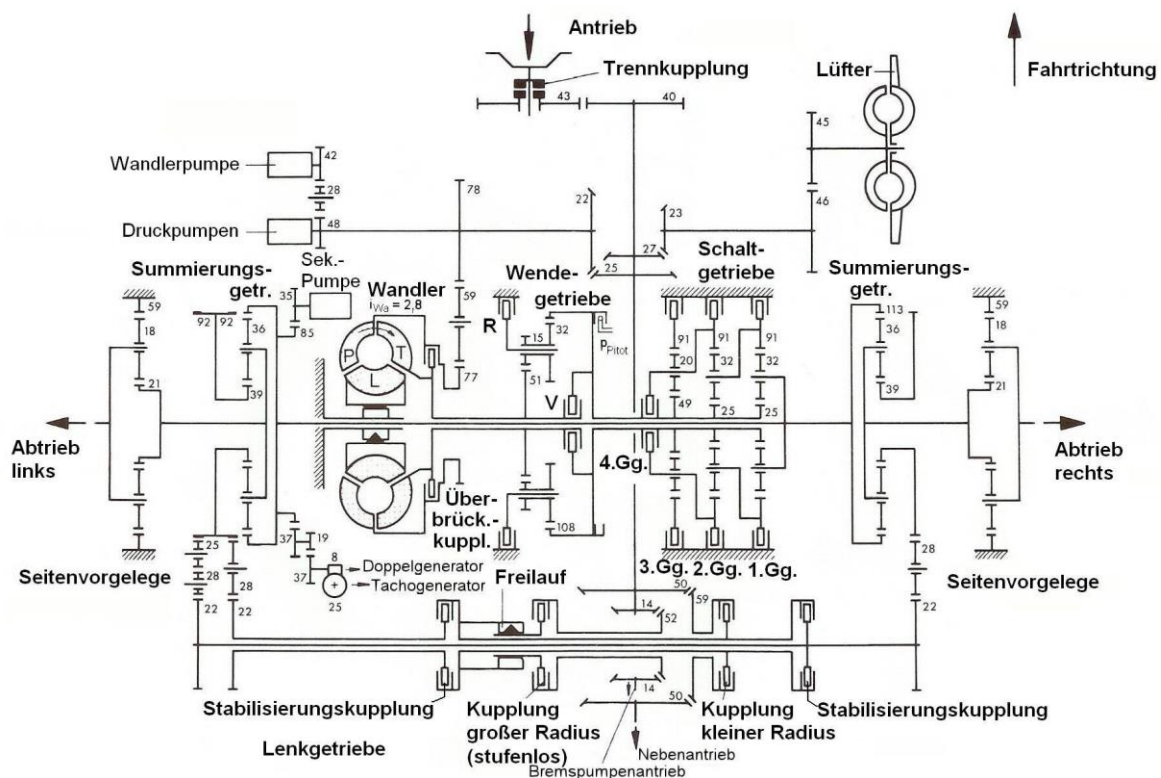 Antrieb
Trennkupplung
Lüfter
Fahrtrichtung
43
40
45
Wandlerpumpe
42
28
78
22
23
46
Druckpumpen
48
27
25
Summierungs-
getr.
Sek.-
Pumpe
Wandler
i Wa = 2,8
Wende-
getriebe
Schalt-
getriebe
Summierungs-
getr.
59
18
21
92
92
36
39
35
85
P
T
L
59
77
R
15
32
51
P Pitot
V
91
20
49
91
32
25
91
32
25
113
36
39
59
18
21
Abtrieb
links
Abtrieb
rechts
4.Gg.
Über-
brück.-
kuppl.
108
3.Gg.
2.Gg.
1.Gg.
Seitenvorgelege
25
28
22
28
22
37
19
8
37
25
Doppelgenerator
Tachogenerator
Freilauf
50
14
52
59
28
22
Seitenvorgelege
14
50
Stabilisierungskupplung
Kupplung
großer Radius
(stufenlos)
Kupplung
kleiner Radius
Stabilisierungskupplung
Lenkgetriebe
Nebenantrieb
Bremspumpenantrieb